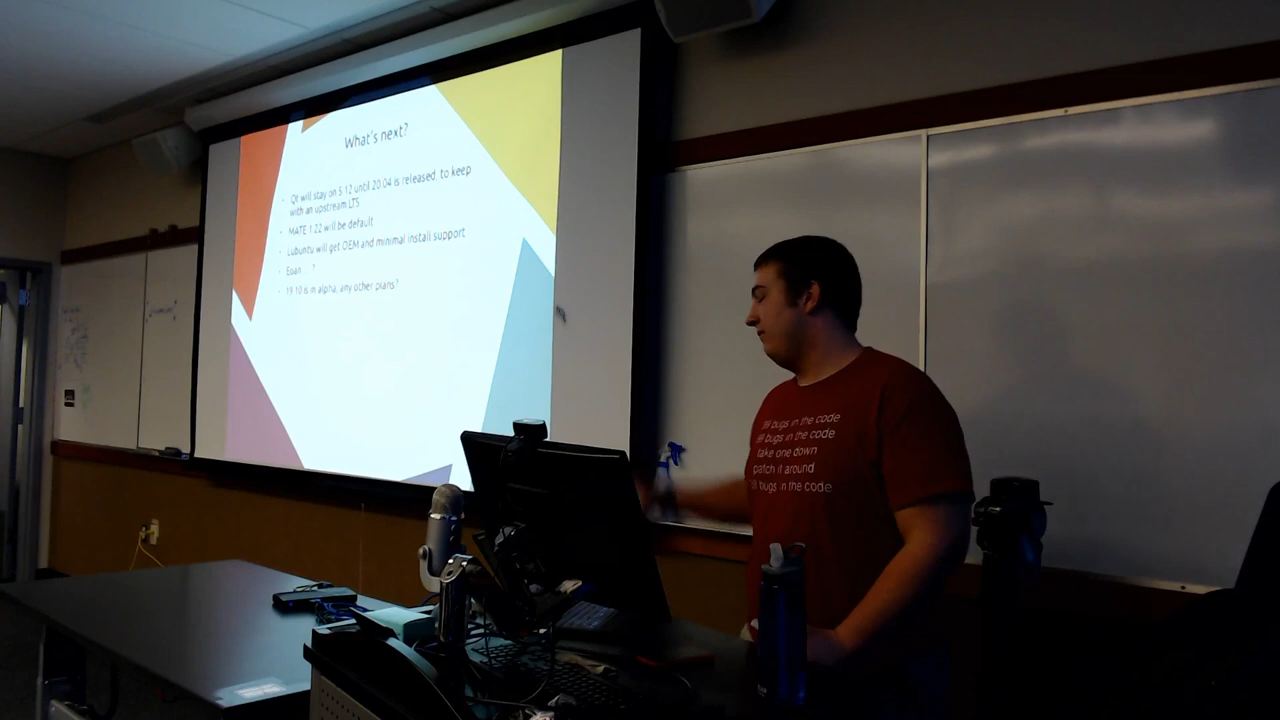 What's next?
Qt will stay on 5.12 until 20.04 is released, to keep
with an upstream LTS
MATE 1.22 will be default
Lubuntu will get OEM and minimal install support
Eoan ... ?
19.10 is in alpha, any other plans?
99 bugs in the code
99 bugs in the code
take one down
patch it around
bugs in the code